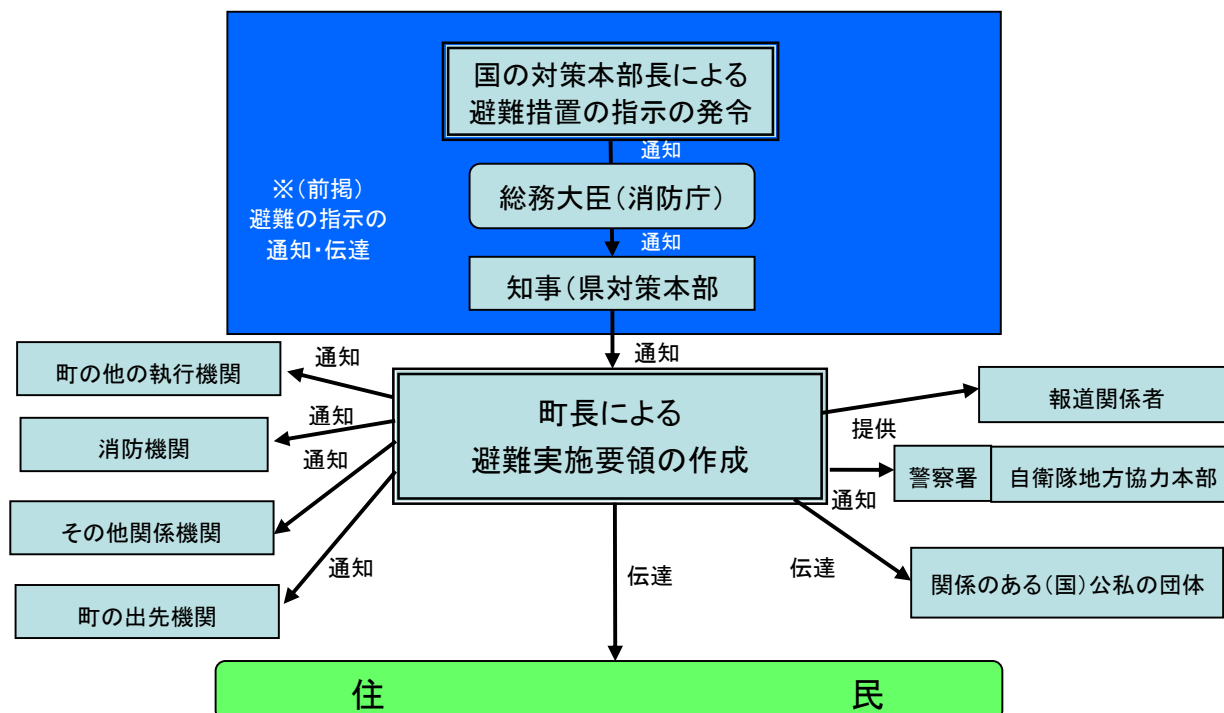 国の対策本部長による
避難措置の指示の発令
通知
総務大臣(消防庁)
※(前掲)
避難の指示の
通知・伝達
通知
知事(県対策本部
通知
町の他の執行機関
通知
消防機関
通知
その他関係機関
通知
町の出先機関
通知
町長による
避難実施要領の作成
報道関係者
提供
警察署
自衛隊地方協力本部
通知
関係のある(国)公私の団体
伝達
伝達
住 民